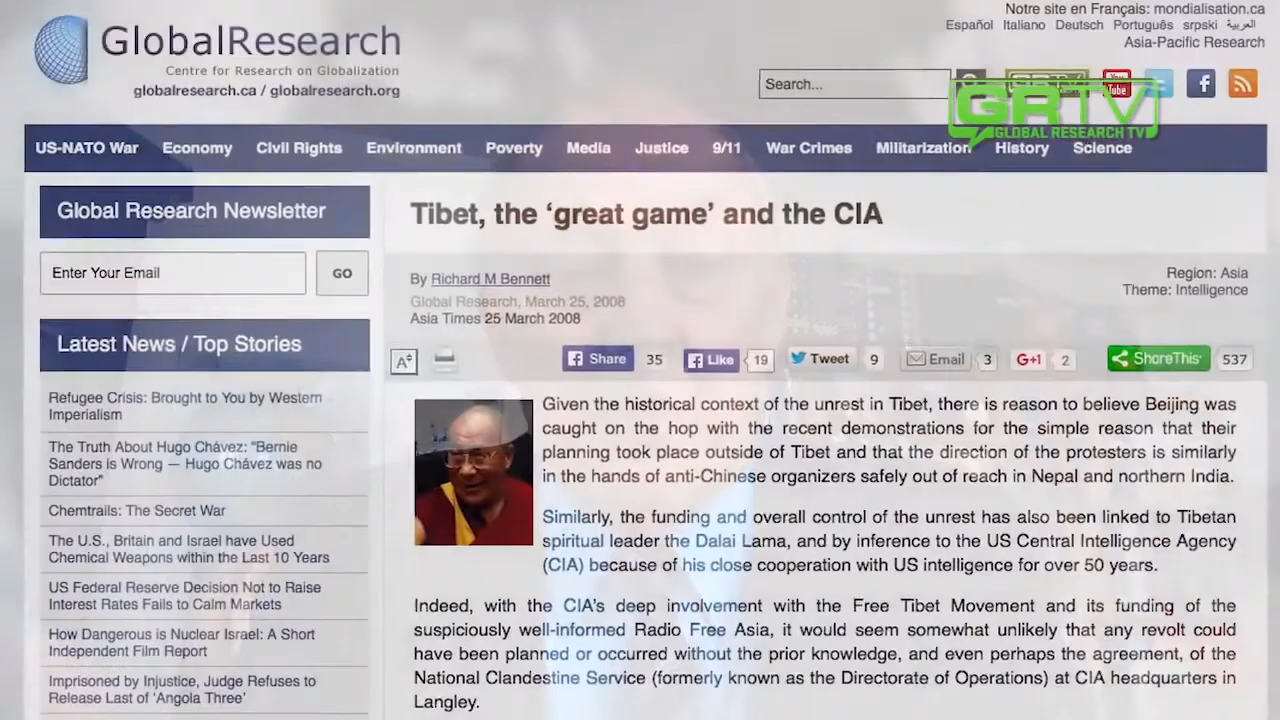 GlobalResearch
Centre for Research on Globalization
globalresearch.ca / globalresearch.org
Notre site en Français: mondialisation.ca
Español Italiano Deutsch Português srpski العربية
Asia-Pacific Research
Search...
You
Tube
GRTV
GLOBAL RESEARCH TV
US-NATO War Economy Civil Rights Environment Poverty Media Justice 9/11 War Crimes Militarization History Science
Global Research Newsletter
Enter Your Email GO
Latest News / Top Stories
Refugee Crisis: Brought to You by Western
Imperialism
The Truth About Hugo Chávez: "Bernie
Sanders is Wrong — Hugo Chávez was no
Dictator"
Chemtrails: The Secret War
The U.S., Britain and Israel have Used
Chemical Weapons within the Last 10 Years
US Federal Reserve Decision Not to Raise
Interest Rates Fails to Calm Markets
How Dangerous is Nuclear Israel: A Short
Independent Film Report
Imprisoned by Injustice, Judge Refuses to
Release Last of ‘Angola Three’
Tibet, the ‘great game’ and the CIA
By Richard M Bennett
Global Research, March 25, 2008
Asia Times 25 March 2008
Region: Asia
Theme: Intelligence
A Share 35 Like 19 Tweet 9 Email 3 G+1 2 ShareThis 537
Given the historical context of the unrest in Tibet, there is reason to believe Beijing was
caught on the hop with the recent demonstrations for the simple reason that their
planning took place outside of Tibet and that the direction of the protesters is similarly
in the hands of anti-Chinese organizers safely out of reach in Nepal and northern India.
Similarly, the funding and overall control of the unrest has also been linked to Tibetan
spiritual leader the Dalai Lama, and by inference to the US Central Intelligence Agency
(CIA) because of his close cooperation with US intelligence for over 50 years.
Indeed, with the CIA’s deep involvement with the Free Tibet Movement and its funding of the
suspiciously well-informed Radio Free Asia, it would seem somewhat unlikely that any revolt could
have been planned or occurred without the prior knowledge, and even perhaps the agreement, of the
National Clandestine Service (formerly known as the Directorate of Operations) at CIA headquarters in
Langley.